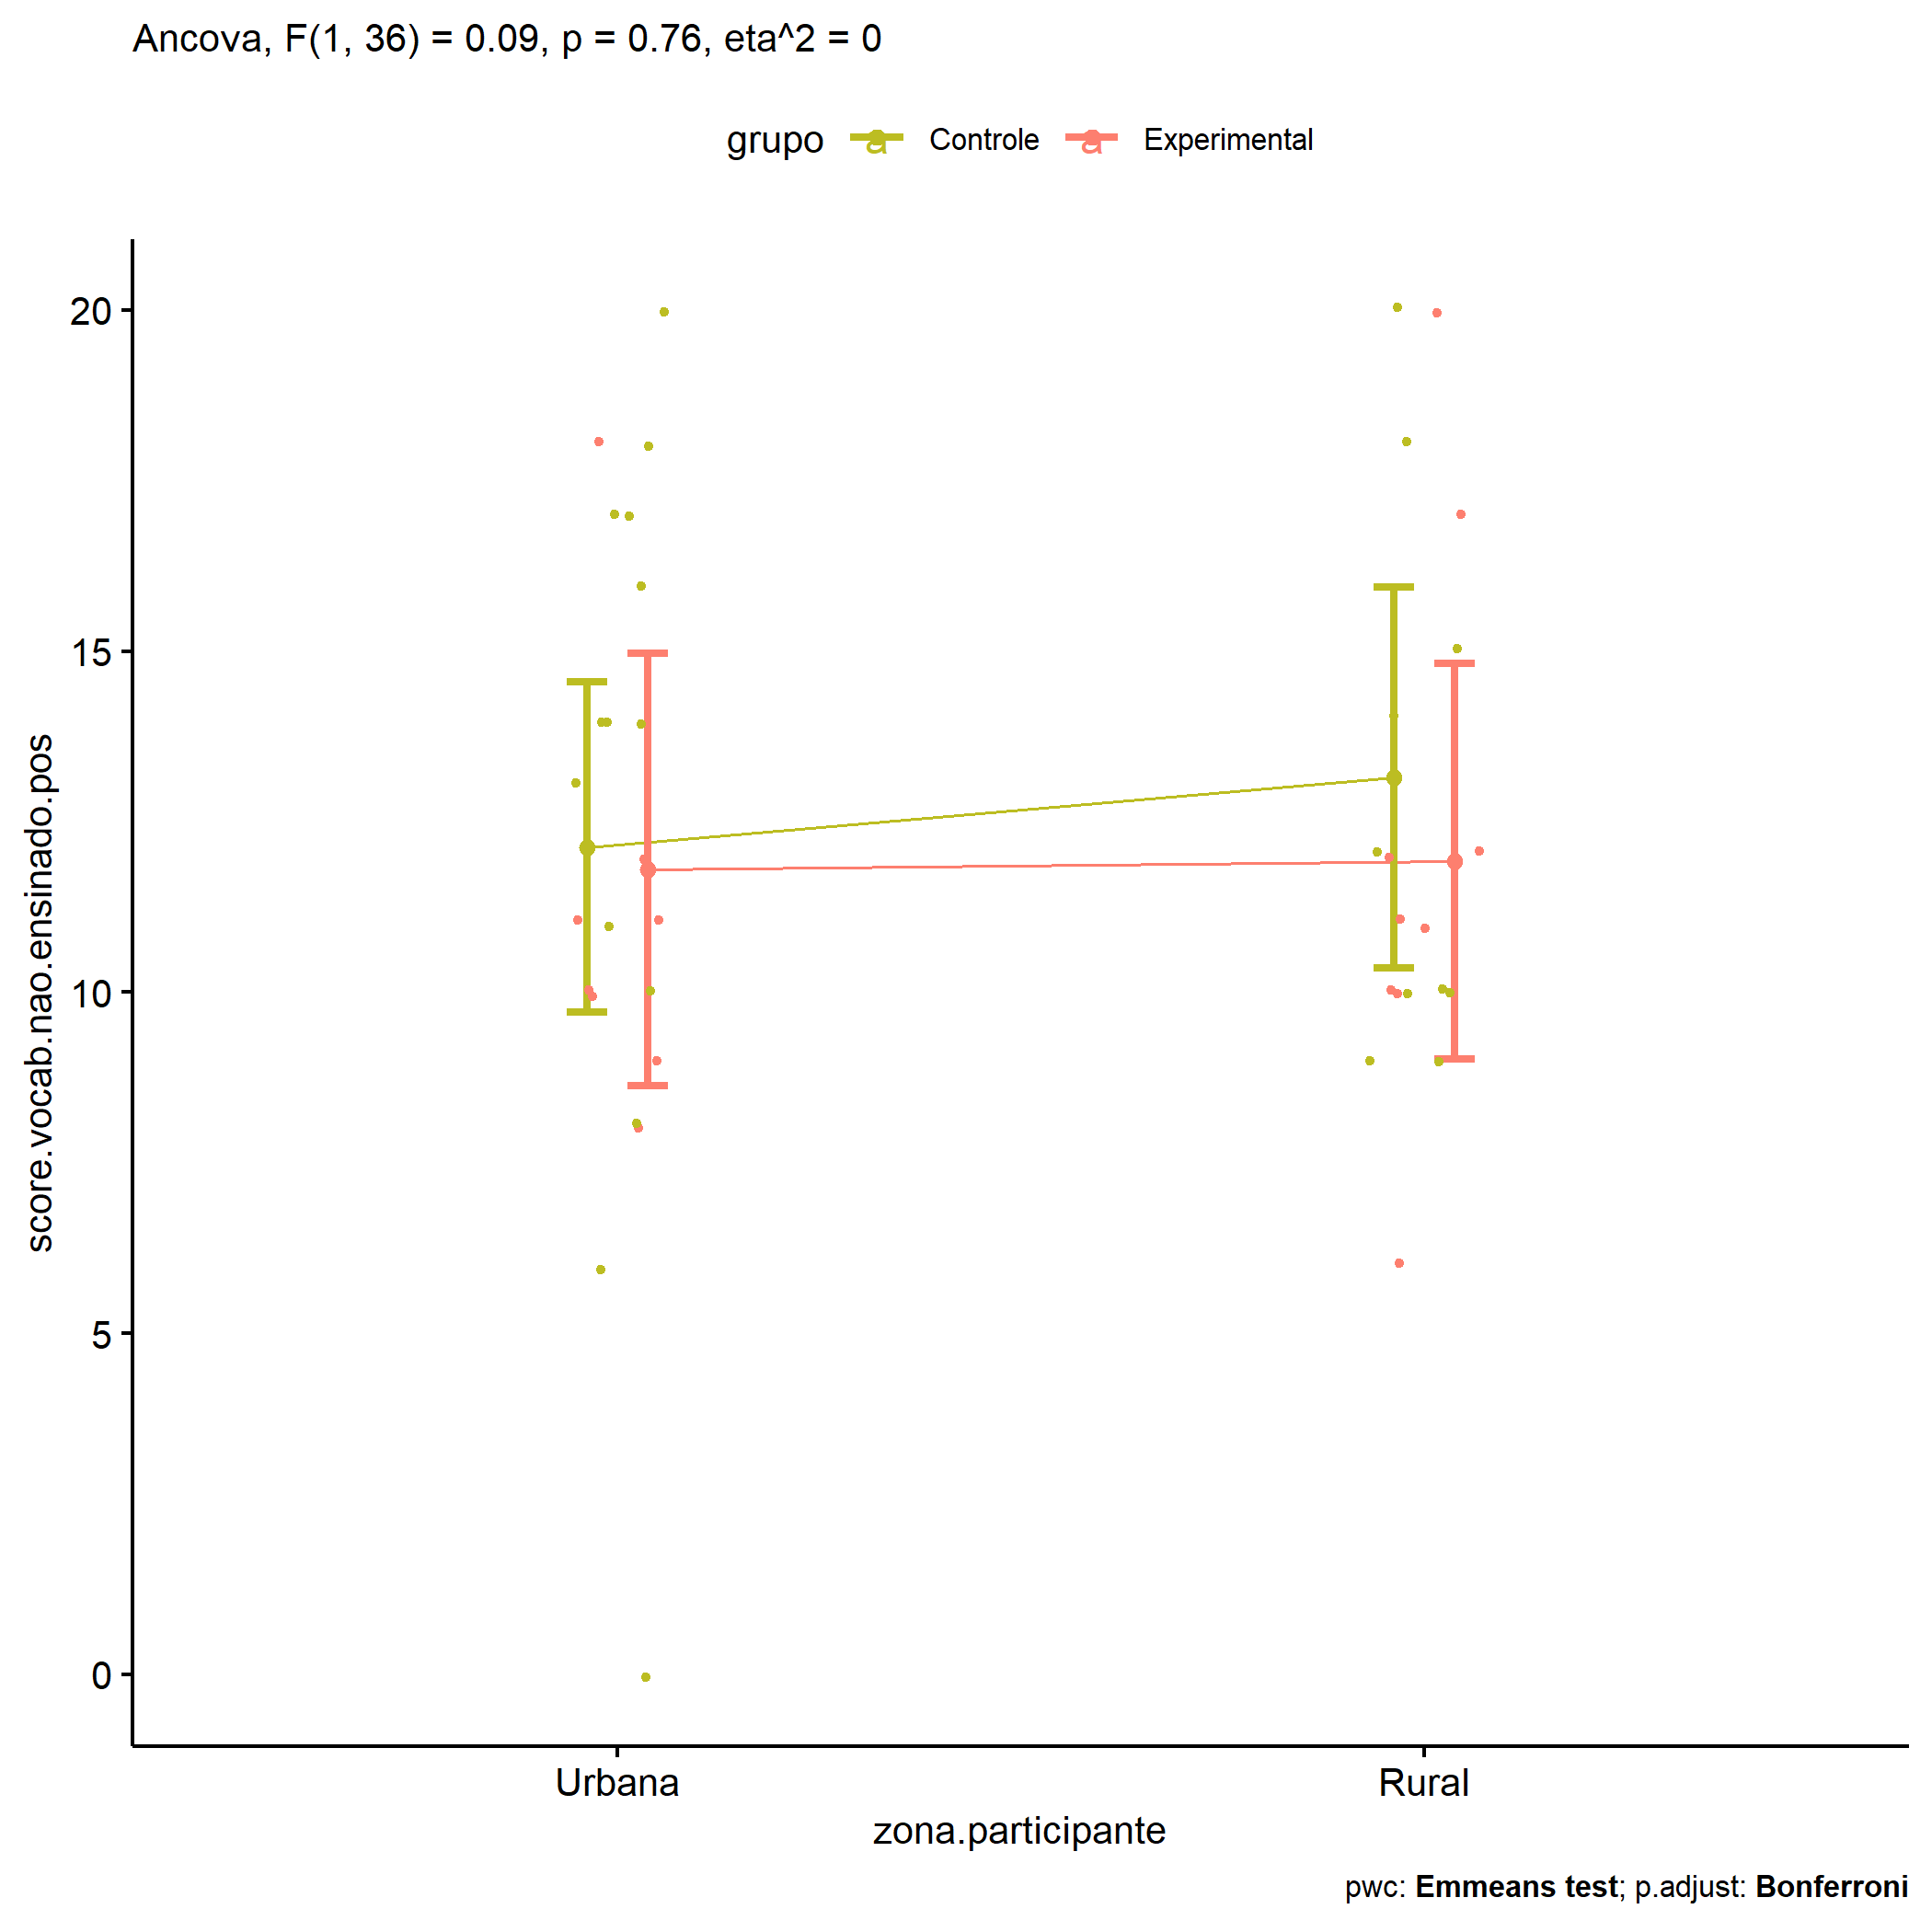 Ancova, F(1, 36) = 0.09, p = 0.76, eta^2 = 0
grupo a Controle a Experimental
20
15
10
5
0
score.vocab.nao.ensinado.pos
Urbana Rural
zona.participante
pwc: Emmeans test; p.adjust: Bonferroni